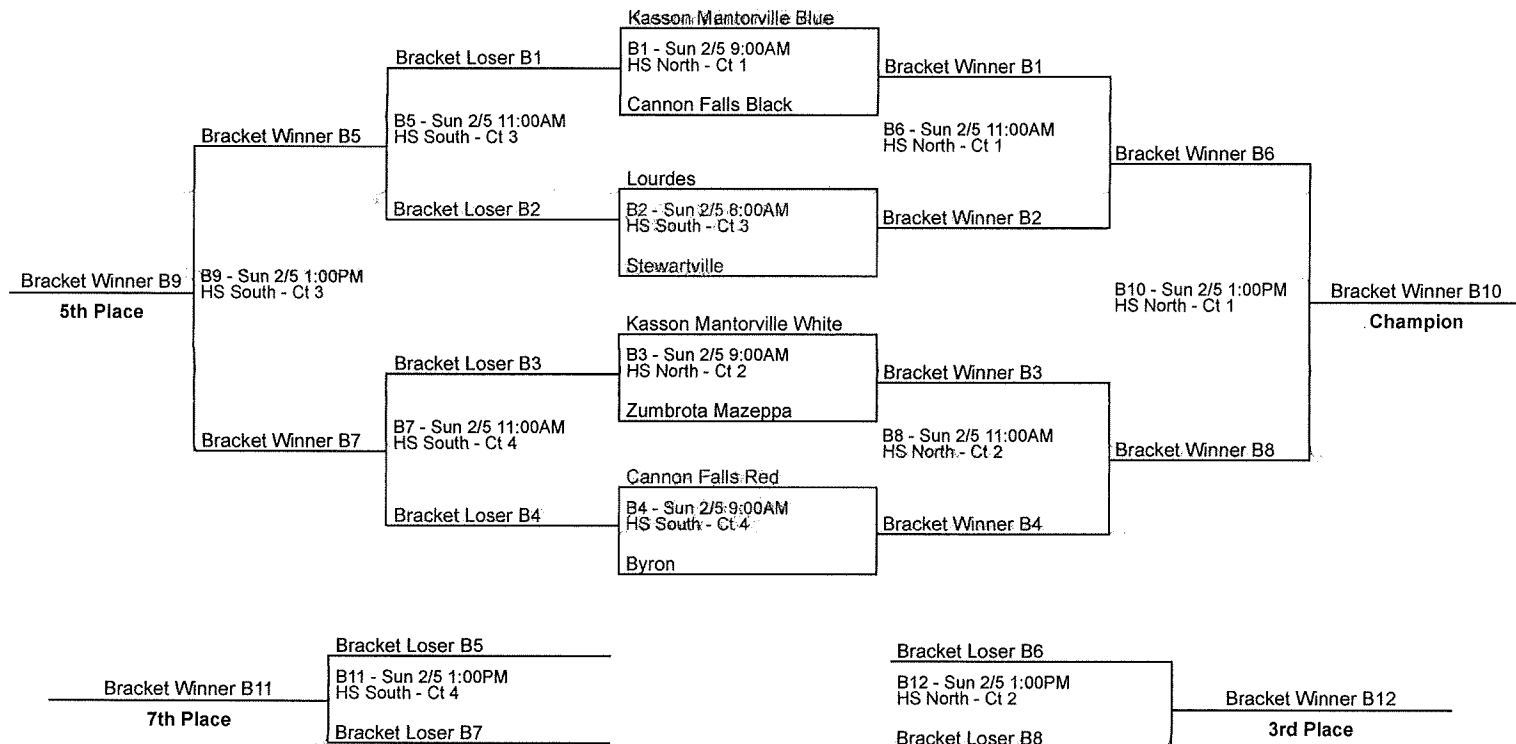 Kasson Mantorville Blue
B1 - Sun 2/5 9:00AM
HS North - Ct 1
Cannon Falls Black
Bracket Loser B1
Bracket Winner B1
B5 - Sun 2/5 11:00AM
HS South - Ct 3
B6 - Sun 2/5 11:00AM
HS North - Ct 1
Bracket Winner B5
Bracket Winner B6
Lourdes
B2 - Sun 2/5 8:00AM
HS South - Ct 3
Stewartville
Bracket Loser B2
Bracket Winner B2
Bracket Winner B9
5th Place
B9 - Sun 2/5 1:00PM
HS South - Ct 3
B10 - Sun 2/5 1:00PM
HS North - Ct 1
Bracket Winner B10
Champion
Kasson Mantorville White
B3 - Sun 2/5 9:00AM
HS North - Ct 2
Zumbrota Mazeppa
Bracket Loser B3
Bracket Winner B3
B7 - Sun 2/5 11:00AM
HS South - Ct 4
B8 - Sun 2/5 11:00AM
HS North - Ct 2
Bracket Winner B7
Bracket Winner B8
Cannon Falls Red
B4 - Sun 2/5 9:00AM
HS South - Ct 4
Byron
Bracket Loser B4
Bracket Winner B4
Bracket Loser B5
B11 - Sun 2/5 1:00PM
HS South - Ct 4
Bracket Loser B7
Bracket Winner B11
7th Place
Bracket Loser B6
B12 - Sun 2/5 1:00PM
HS North - Ct 2
Bracket Loser B8
Bracket Winner B12
3rd Place